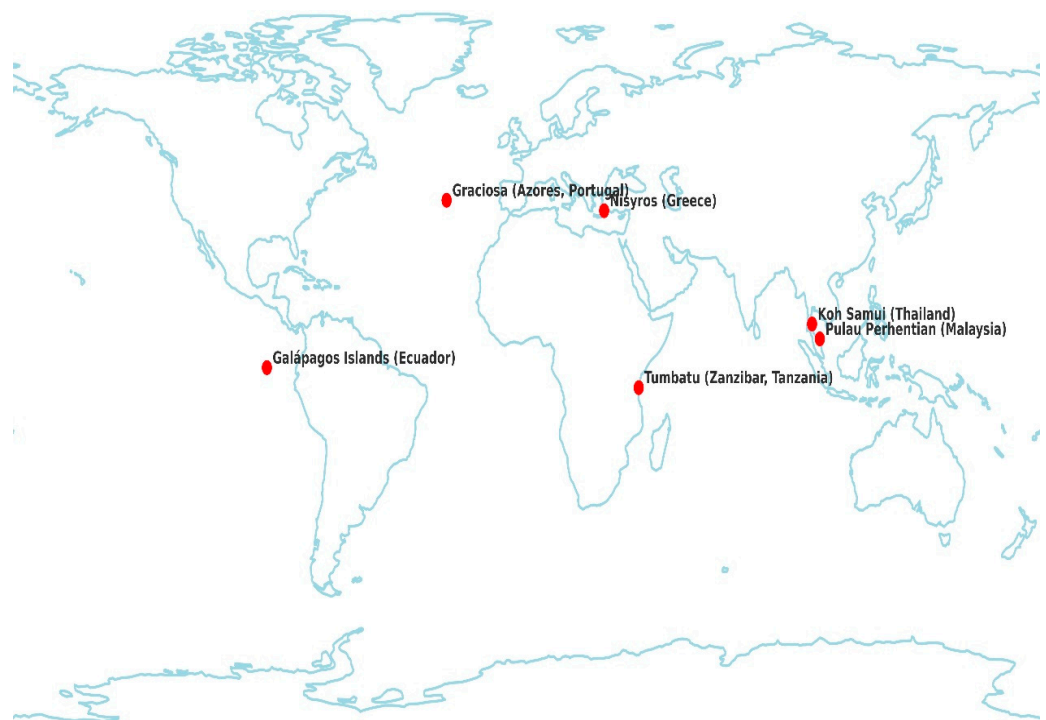 Graciosa (Azores, Portugal)
Nisyros (Greece)
Koh Samui (Thailand)
Pulau Perhentian (Malaysia)
Galápagos Islands (Ecuador)
Tumbatu (Zanzibar, Tanzania)